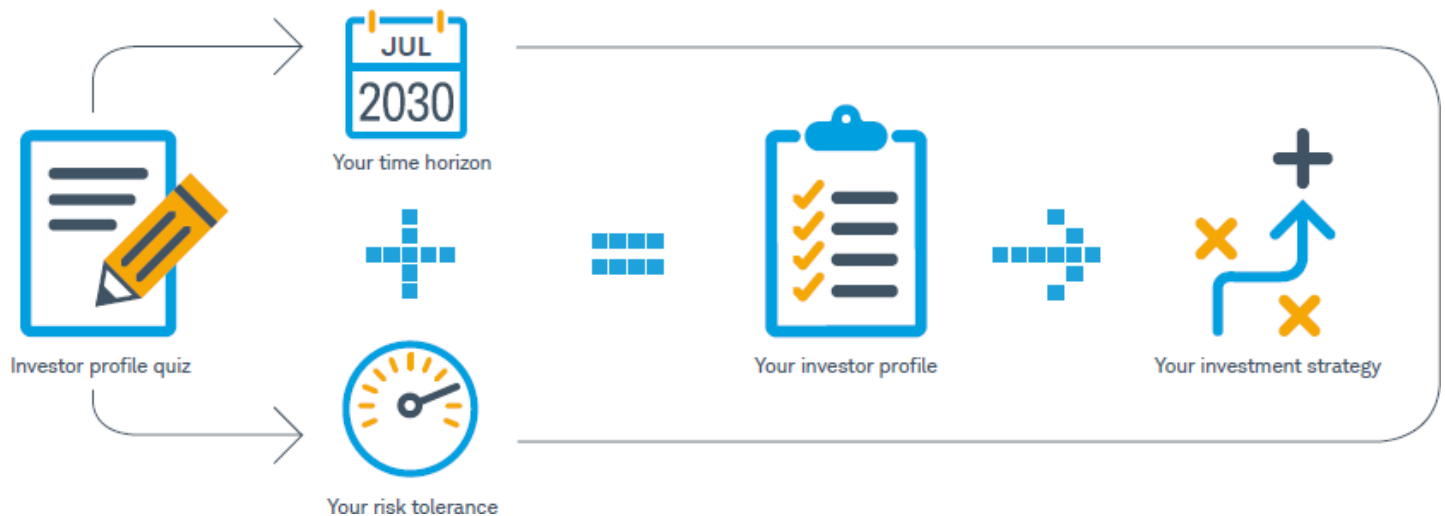 JUL
2030
Your time horizon
Investor profile quiz
Your investor profile
Your investment strategy
Your risk tolerance